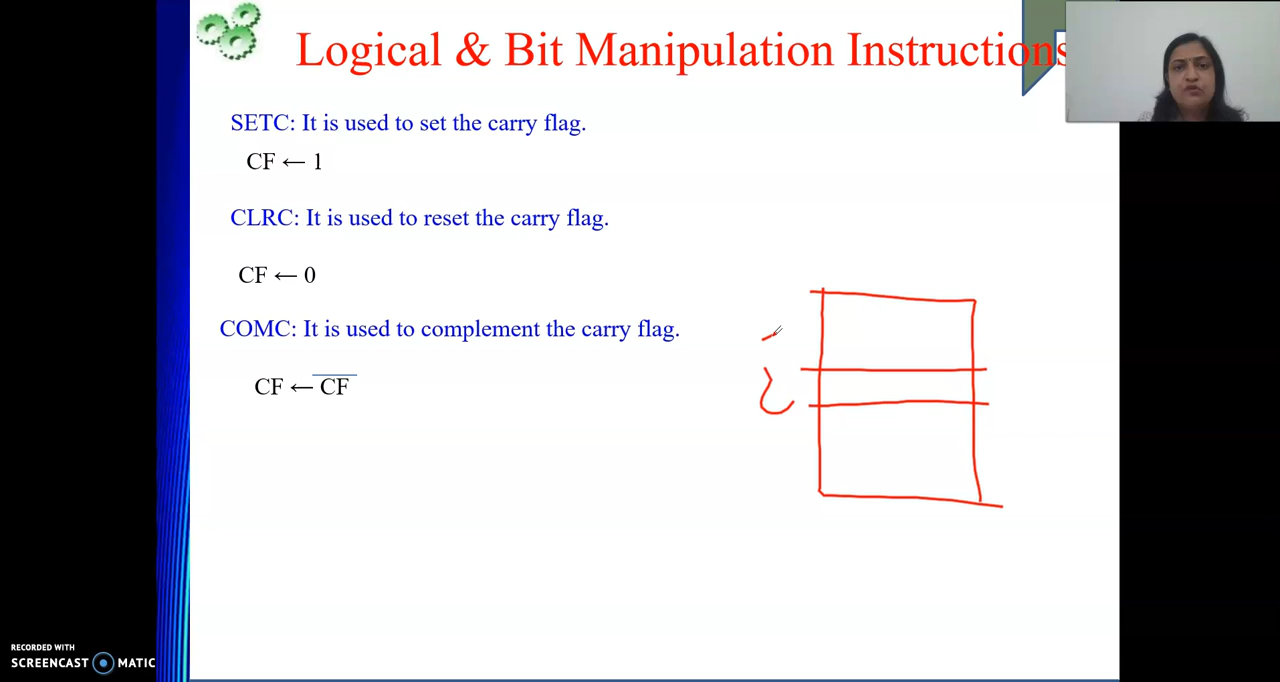 Logical & Bit Manipulation Instructions
SETC: It is used to set the carry flag.
CF ← 1
CLRC: It is used to reset the carry flag.
CF ← 0
COMC: It is used to complement the carry flag.
CF ← C̅F̅
RECORDED WITH
SCREENCAST MATIC